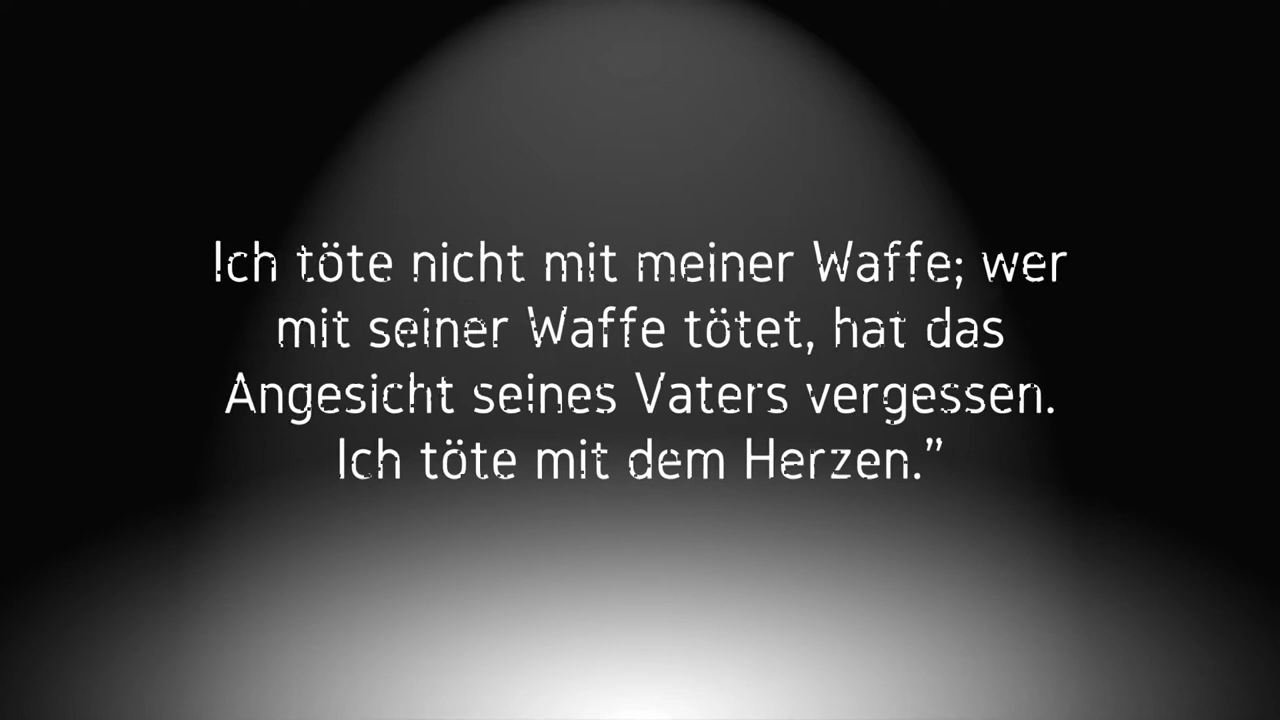 Ich töte nicht mit meiner Waffe; wer
mit seiner Waffe tötet, hat das
Angesicht seines Vaters vergessen.
Ich töte mit dem Herzen.”